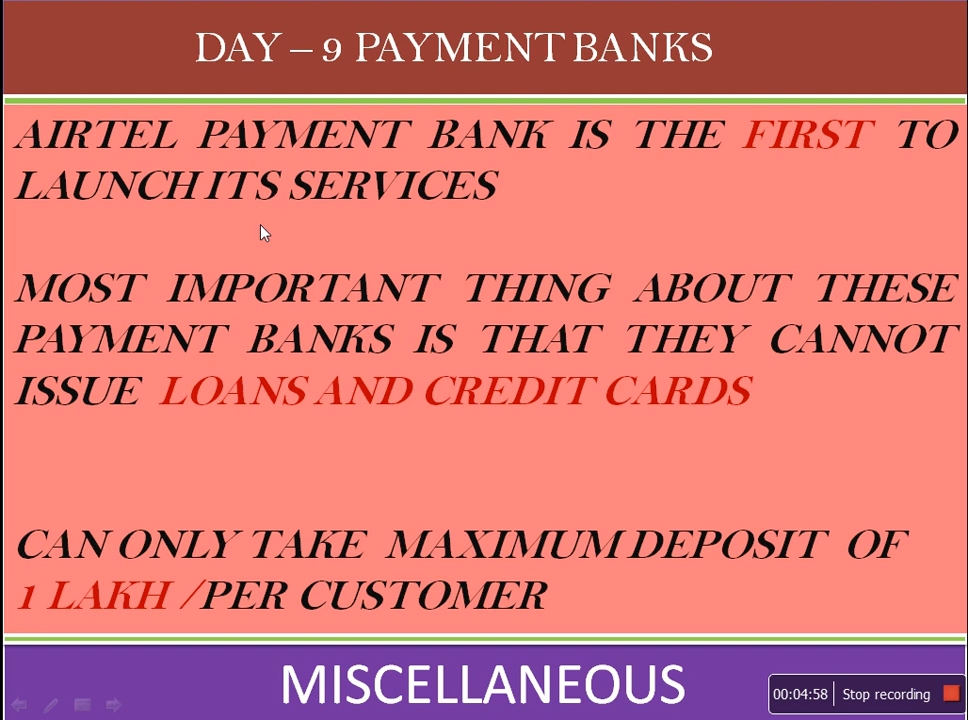 DAY – 9 PAYMENT BANKS
AIRTEL PAYMENT BANK IS THE FIRST TO
LAUNCH ITS SERVICES
MOST IMPORTANT THING ABOUT THESE
PAYMENT BANKS IS THAT THEY CANNOT
ISSUE LOANS AND CREDIT CARDS
CAN ONLY TAKE MAXIMUM DEPOSIT OF
1 LAKH /PER CUSTOMER
MISCELLANEOUS
00:04:58 Stop recording